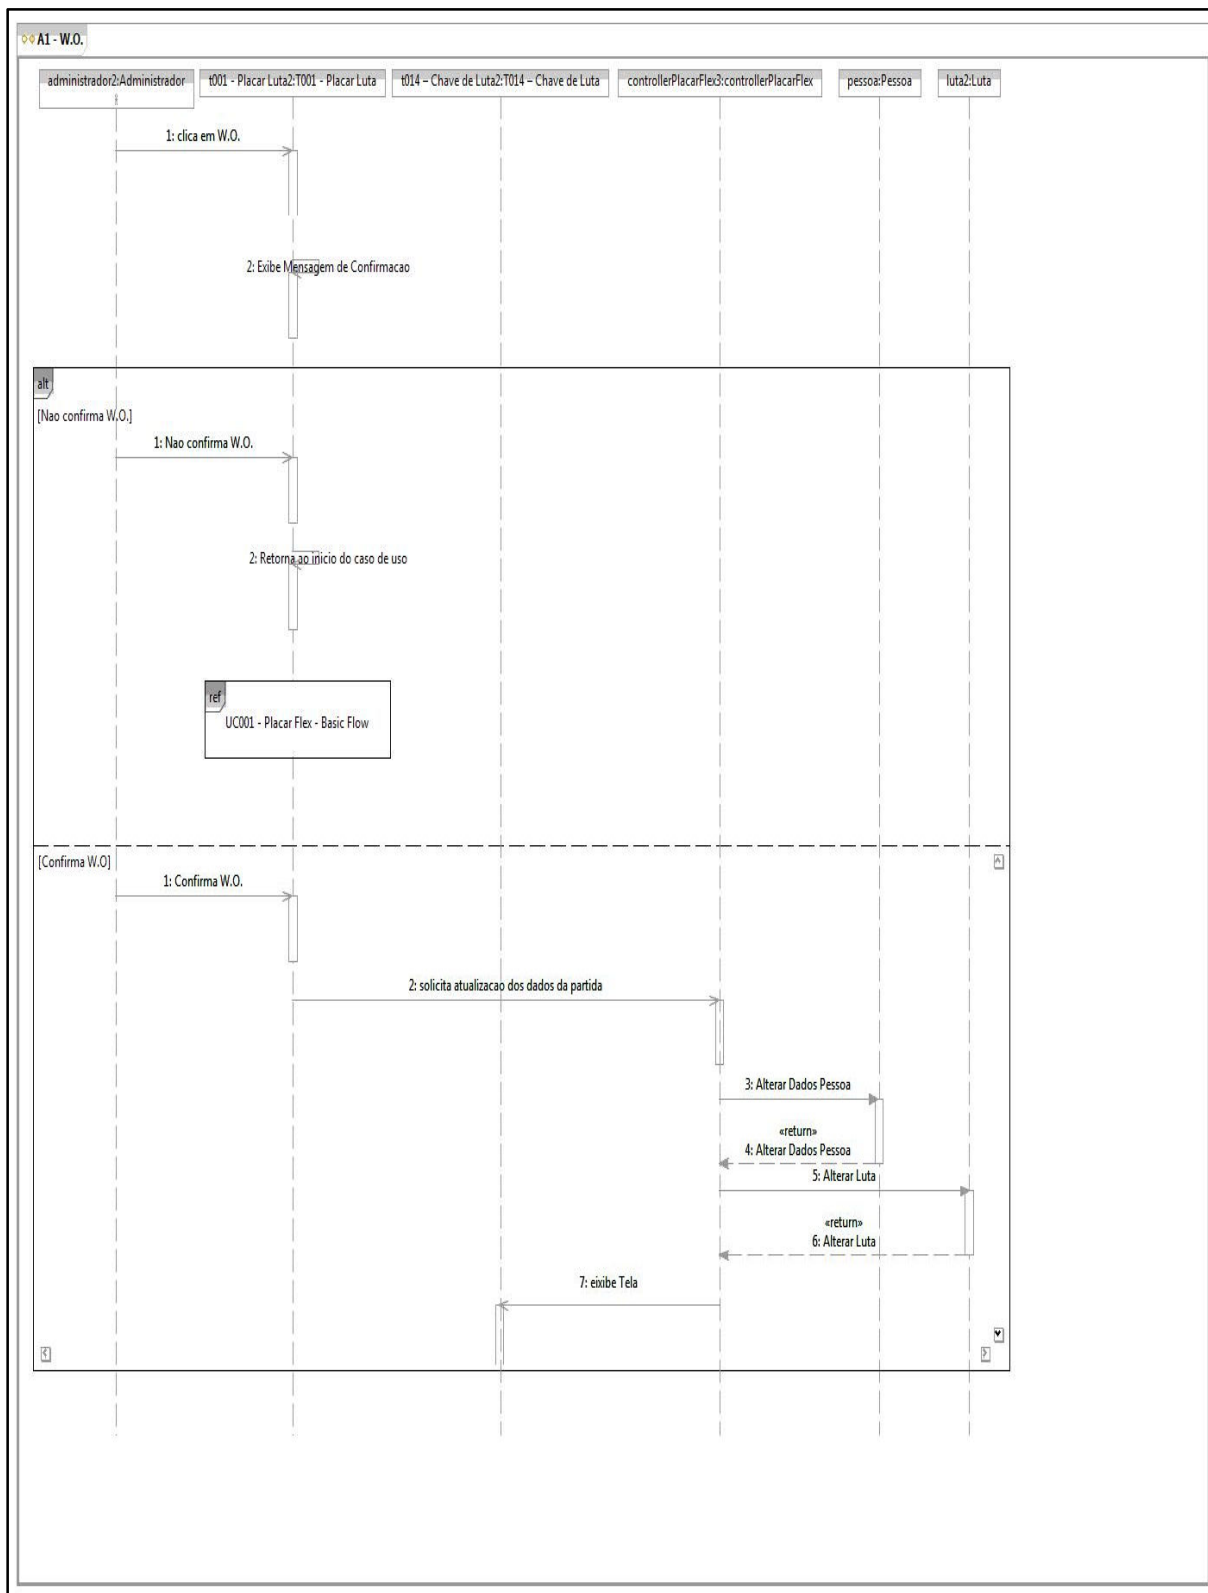 A1 - W.O.
administrador2:Administrador
t001 - Placar Luta2:T001 - Placar Luta
t014 – Chave de Luta2:T014 – Chave de Luta
controllerPlacarFlex3:controllerPlacarFlex
pessoa:Pessoa
luta2:Luta
1: clica em W.O.
2: Exibe Mensagem de Confirmacao
alt
[Nao confirma W.O.]
1: Nao confirma W.O.
2: Retorna ao inicio do caso de uso
ref
UC001 - Placar Flex - Basic Flow
[Confirma W.O]
1: Confirma W.O.
2: solicita atualizacao dos dados da partida
3: Alterar Dados Pessoa
«return»
4: Alterar Dados Pessoa
5: Alterar Luta
«return»
6: Alterar Luta
7: eixibe Tela